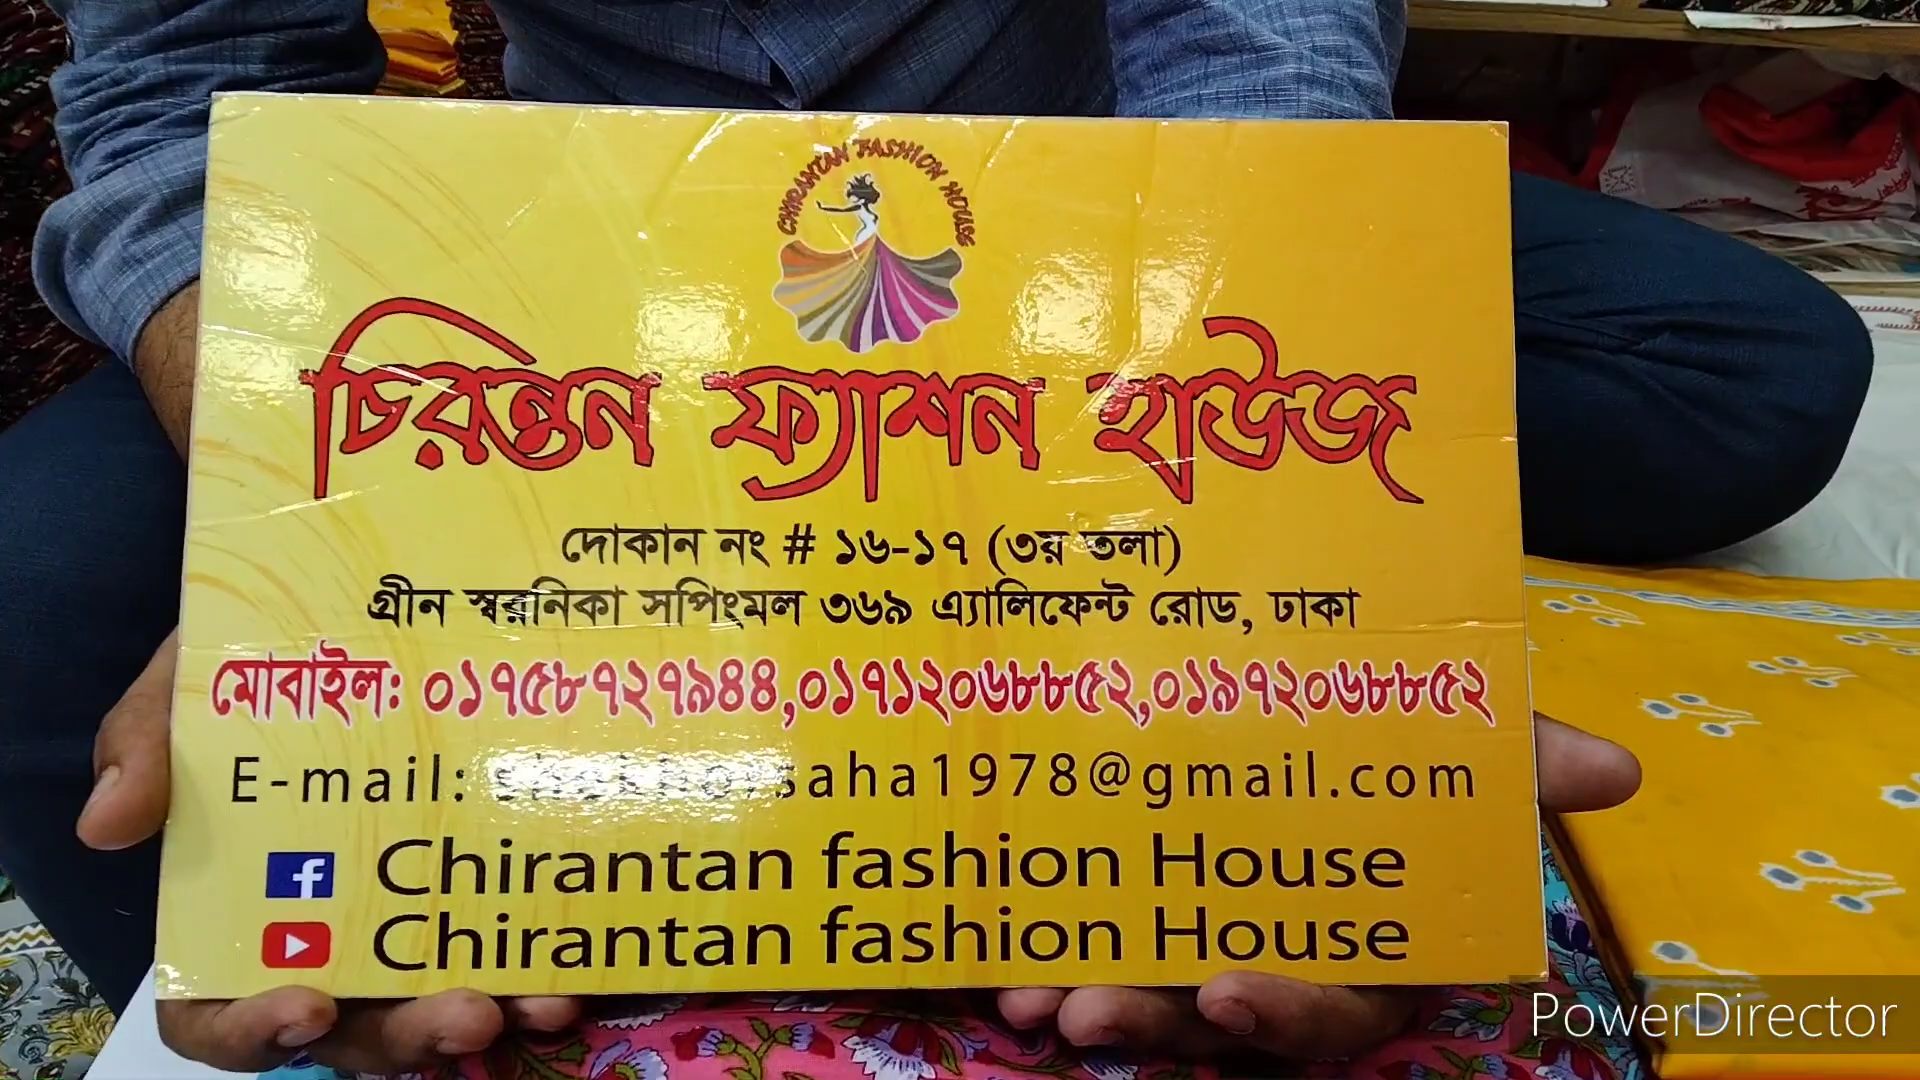 CHIRANTAN FASHION HOUSE
চিরন্তন ফ্যাশন হাউজ
দোকান নং # ১৬-১৭ (৩য় তলা)
গ্রীন স্বরনিকা সপিংমল ৩৬৯ এ্যালিফেন্ট রোড, ঢাকা
মোবাইল: ০১৭৫৮৭২৭৯৪৪,০১৭১২০৬৮৮৫২,০১৯৭২০৬৮৮৫২
E-mail: shekhorsaha1978@gmail.com
Chirantan fashion House
Chirantan fashion House
PowerDirector